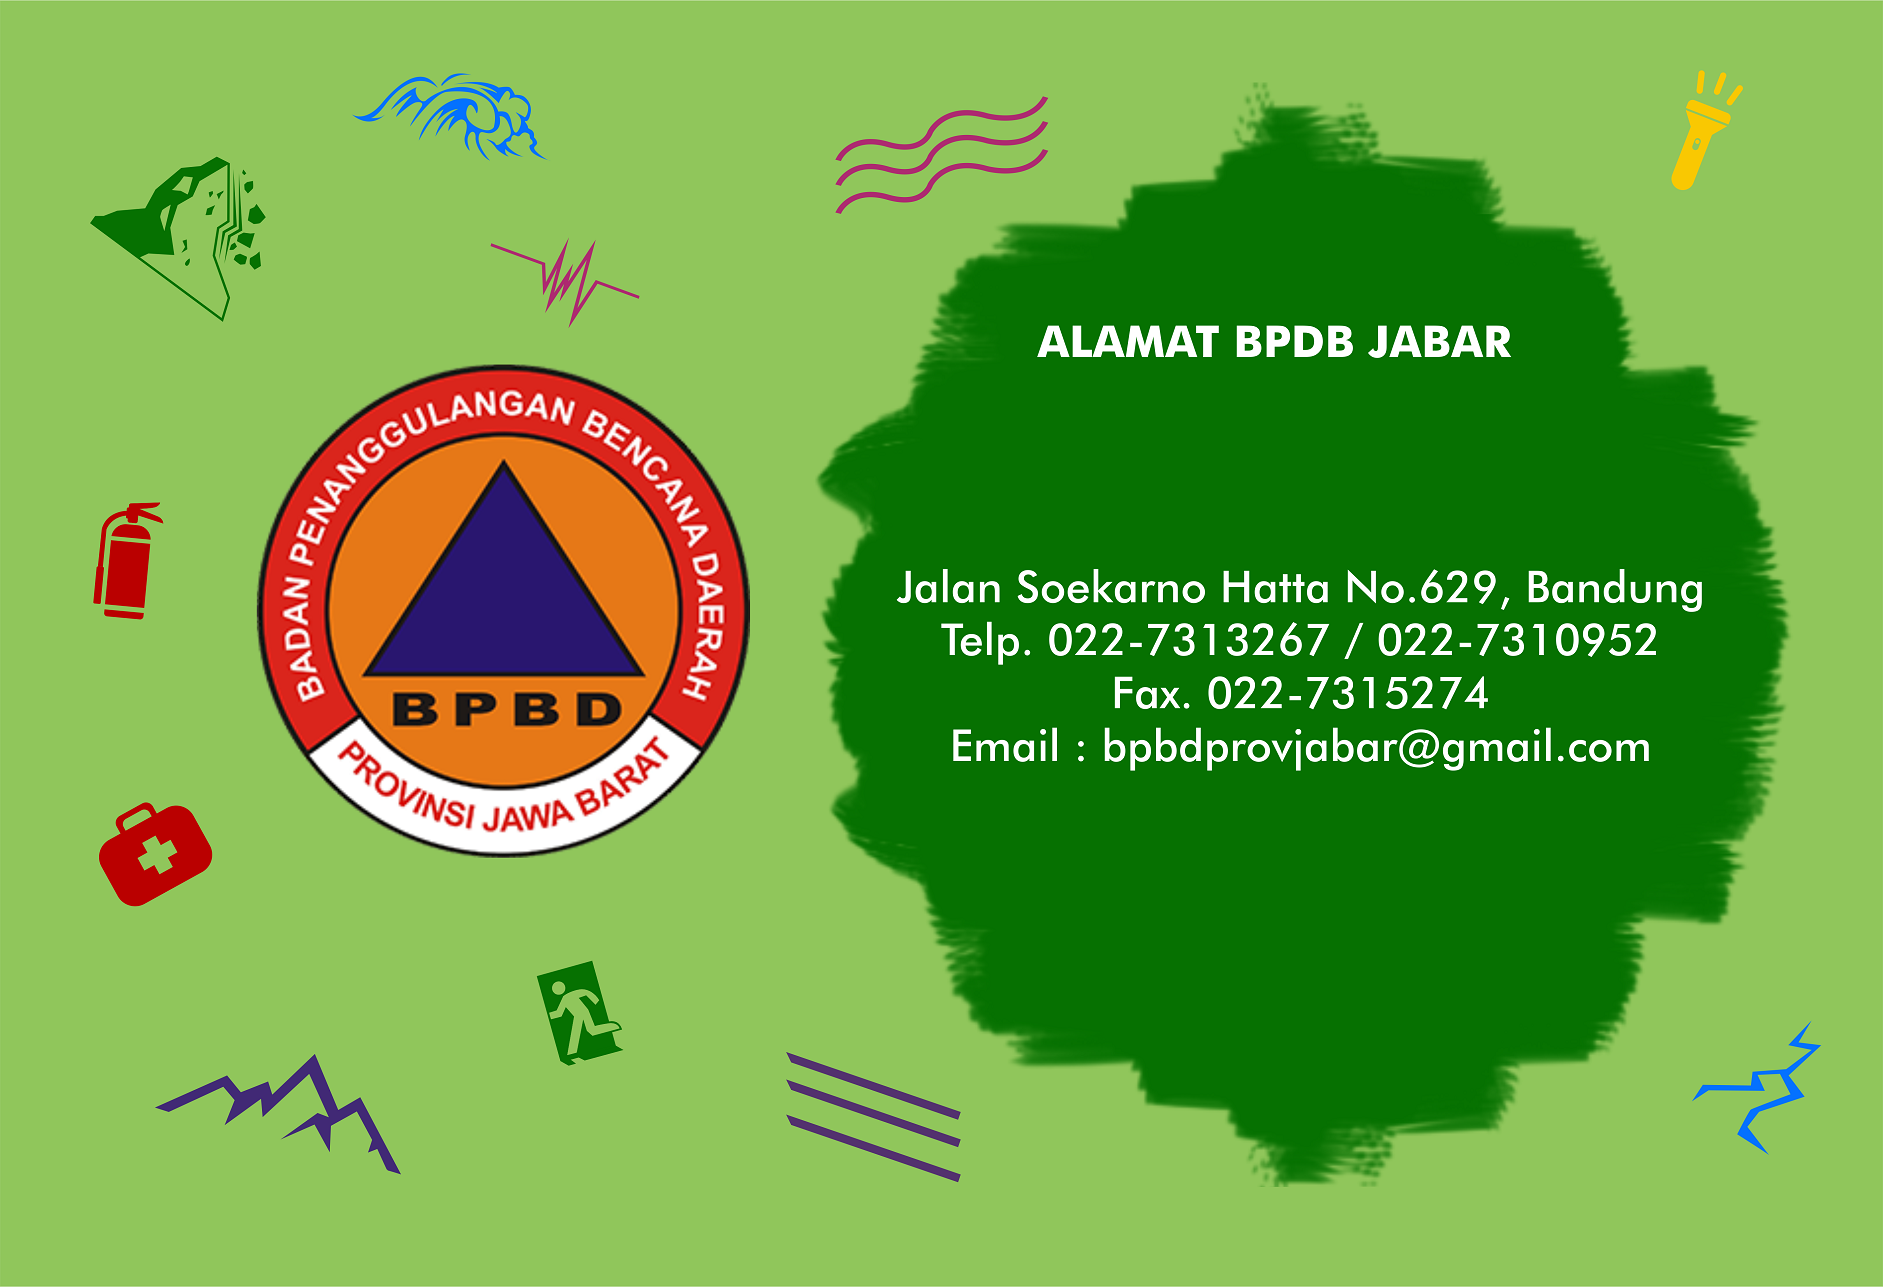 BADAN PENANGGULANGAN BENCANA DAERAH
BPBD
PROVINSI JAWA BARAT
ALAMAT BPDB JABAR
Jalan Soekarno Hatta No.629, Bandung
Telp. 022-7313267 / 022-7310952
Fax. 022-7315274
Email : bpbdprovjabar@gmail.com